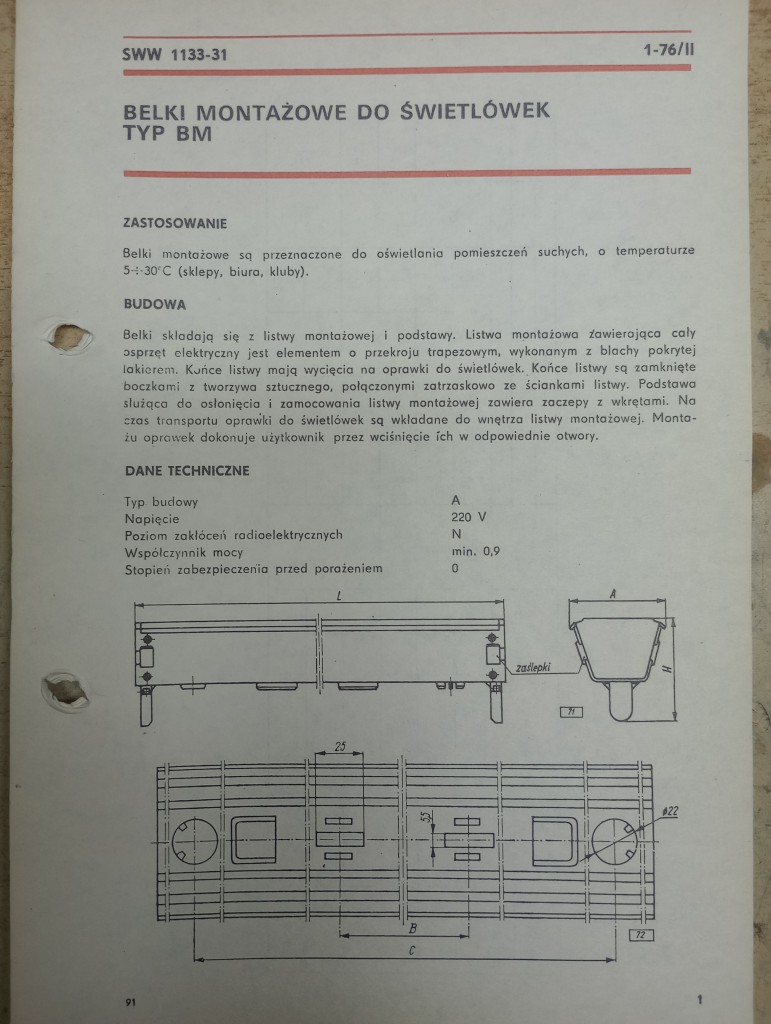 SWW 1133-31
1-76/II
BELKI MONTAŻOWE DO ŚWIETLÓWEK
TYP BM
ZASTOSOWANIE
Belki montażowe są przeznaczone do oświetlania pomieszczeń suchych, o temperaturze
5÷30°C (sklepy, biura, kluby).
BUDOWA
Belki składają się z listwy montażowej i podstawy. Listwa montażowa zawierająca cały
osprzęt elektryczny jest elementem o przekroju trapezowym, wykonanym z blachy pokrytej
lakierem. Końce listwy mają wycięcia na oprawki do świetlówek. Końce listwy są zamknięte
boczkami z tworzywa sztucznego, połączonymi zatrzaskowo ze ściankami listwy. Podstawa
służąca do osłonięcia i zamocowania listwy montażowej zawiera zaczepy z wkrętami. Na
czas transportu oprawki do świetlówek są wkładane do wnętrza listwy montażowej. Monta-
żu oprawek dokonuje użytkownik przez wciśnięcie ich w odpowiednie otwory.
DANE TECHNICZNE
Typ budowy A
Napięcie 220 V
Poziom zakłóceń radioelektrycznych N
Współczynnik mocy min. 0,9
Stopień zabezpieczenia przed porażeniem 0
L
A
H
zaślepki
71
25
55
ø22
B
C
72
91
1